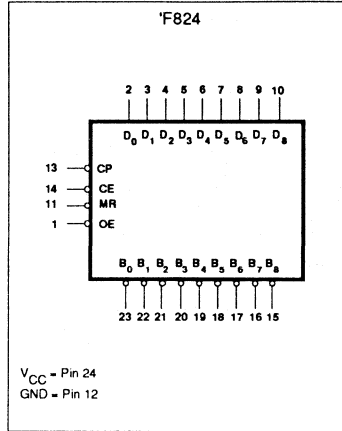 'F824
2 3 4 5 6 7 8 9 10
D0 D1 D2 D3 D4 D5 D6 D7 D8
13 CP
14 CE
11 MR
1 OE
B0 B1 B2 B3 B4 B5 B6 B7 B8
23 22 21 20 19 18 17 16 15
VCC = Pin 24
GND = Pin 12